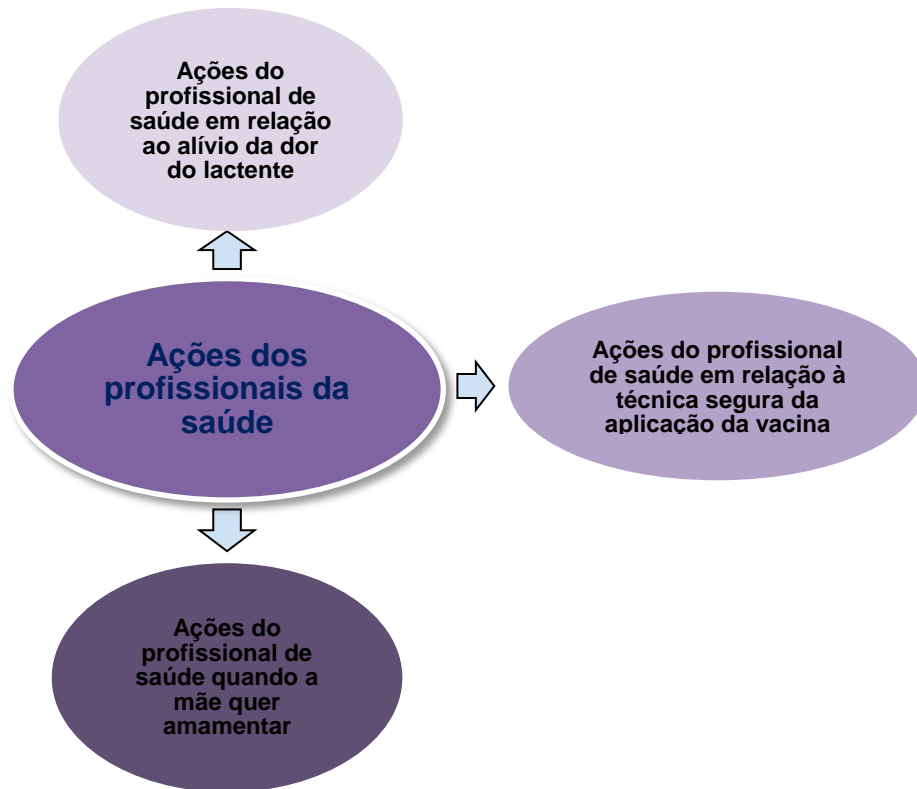 Ações do
profissional de
saúde em relação
ao alívio da dor
do lactente
Ações dos
profissionais da
saúde
Ações do profissional
de saúde em relação à
técnica segura da
aplicação da vacina
Ações do
profissional de
saúde quando a
mãe quer
amamentar